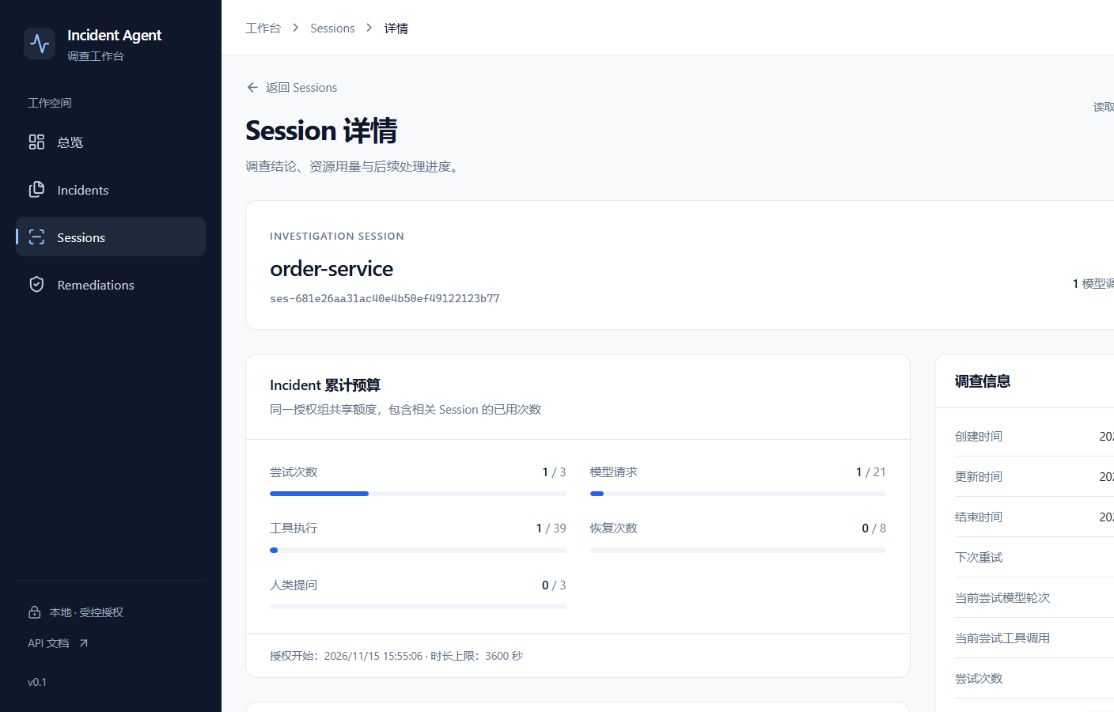 Incident Agent
调查工作台
工作空间
总览
Incidents
Sessions
Remediations
本地 · 受控授权
API 文档
v0.1
工作台 > Sessions > 详情
返回 Sessions
读取
Session 详情
调查结论、资源用量与后续处理进度。
INVESTIGATION SESSION
order-service
ses-681e26aa31ac40e4b50ef49122123b77
1 模型调
Incident 累计预算
同一授权组共享额度，包含相关 Session 的已用次数
尝试次数 1 / 3
模型请求 1 / 21
工具执行 1 / 39
恢复次数 0 / 8
人类提问 0 / 3
授权开始：2026/11/15 15:55:06 · 时长上限：3600 秒
调查信息
创建时间 202
更新时间 202
结束时间 202
下次重试
当前尝试模型轮次
当前尝试工具调用
尝试次数